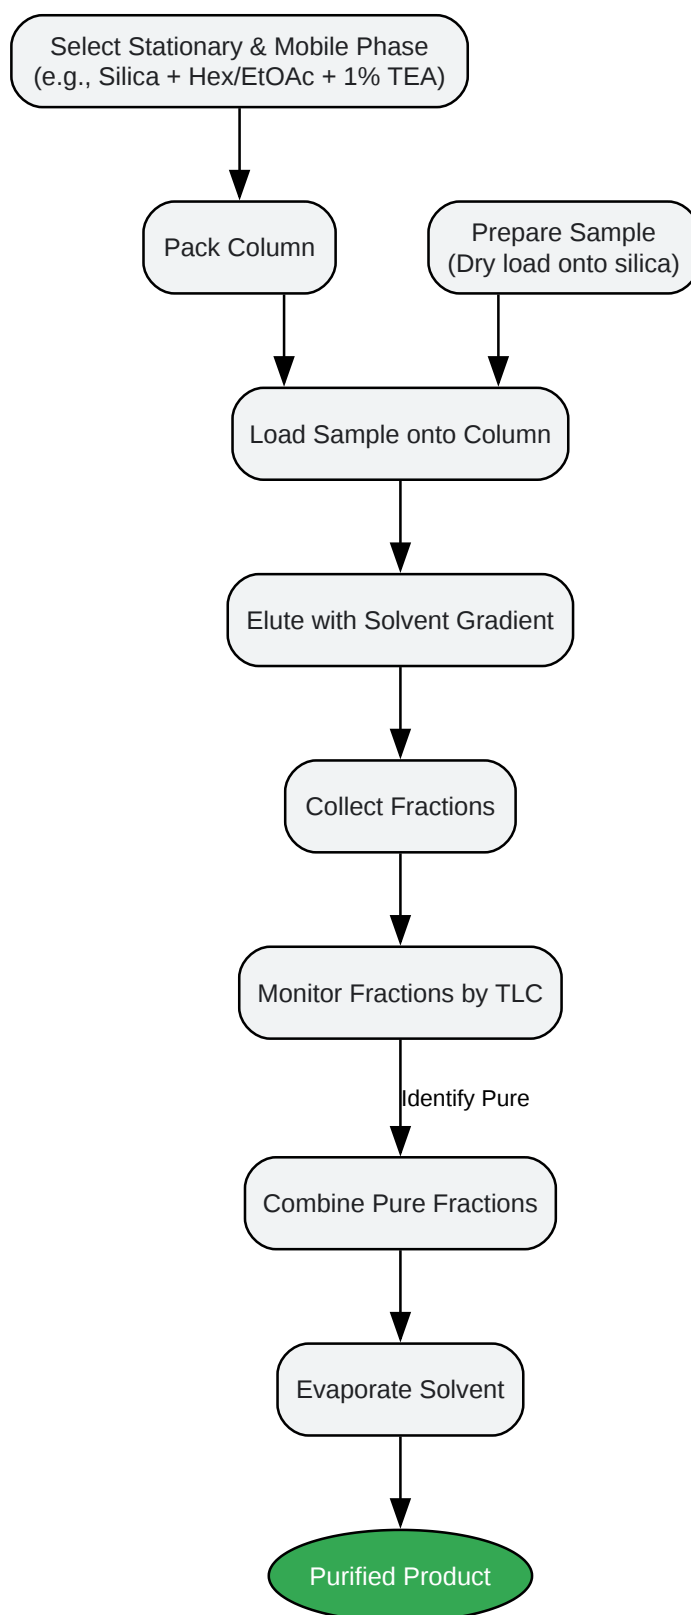 Select Stationary & Mobile Phase
(e.g., Silica + Hex/EtOAc + 1% TEA)
Pack Column
Prepare Sample
(Dry load onto silica)
Load Sample onto Column
Elute with Solvent Gradient
Collect Fractions
Monitor Fractions by TLC
Identify Pure
Combine Pure Fractions
Evaporate Solvent
Purified Product